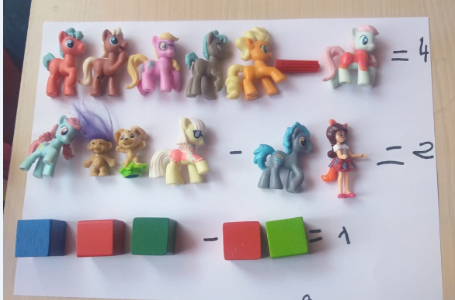 = 4
- = 2
- = 1